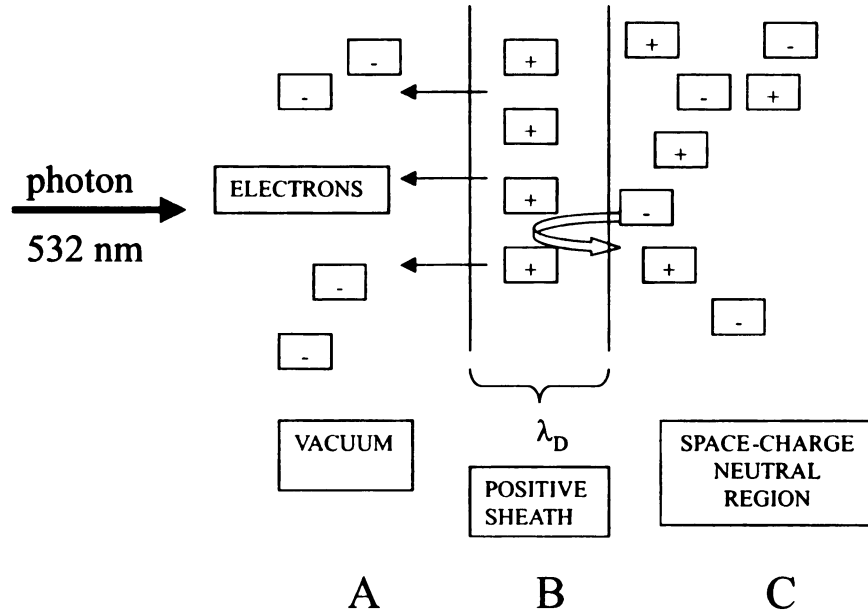 - + + -
- - +
+ +
photon ELECTRONS + -
532 nm + +
- -
-
λD
VACUUM SPACE-CHARGE
NEUTRAL
REGION
POSITIVE
SHEATH
A B C